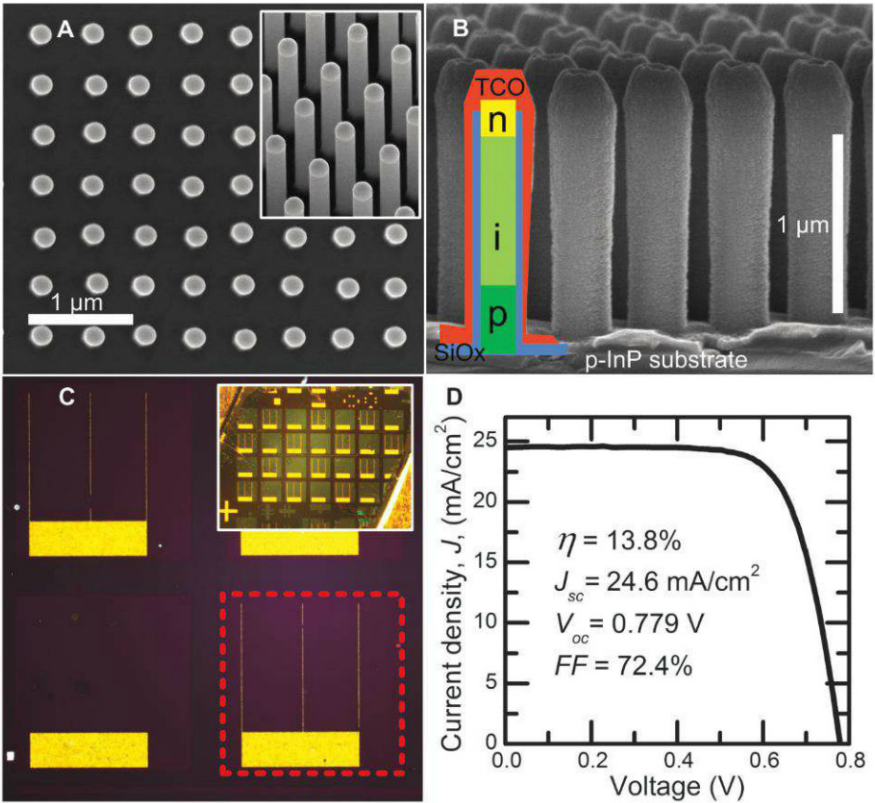 A
1 μm
B
TCO
n
i
p
SiOx
1 μm
p-InP substrate
C
D
Current density, J, (mA/cm²)
25
20
15
10
5
0
η = 13.8%
Jsc= 24.6 mA/cm²
Voc= 0.779 V
FF = 72.4%
0.0
0.2
0.4
0.6
0.8
Voltage (V)